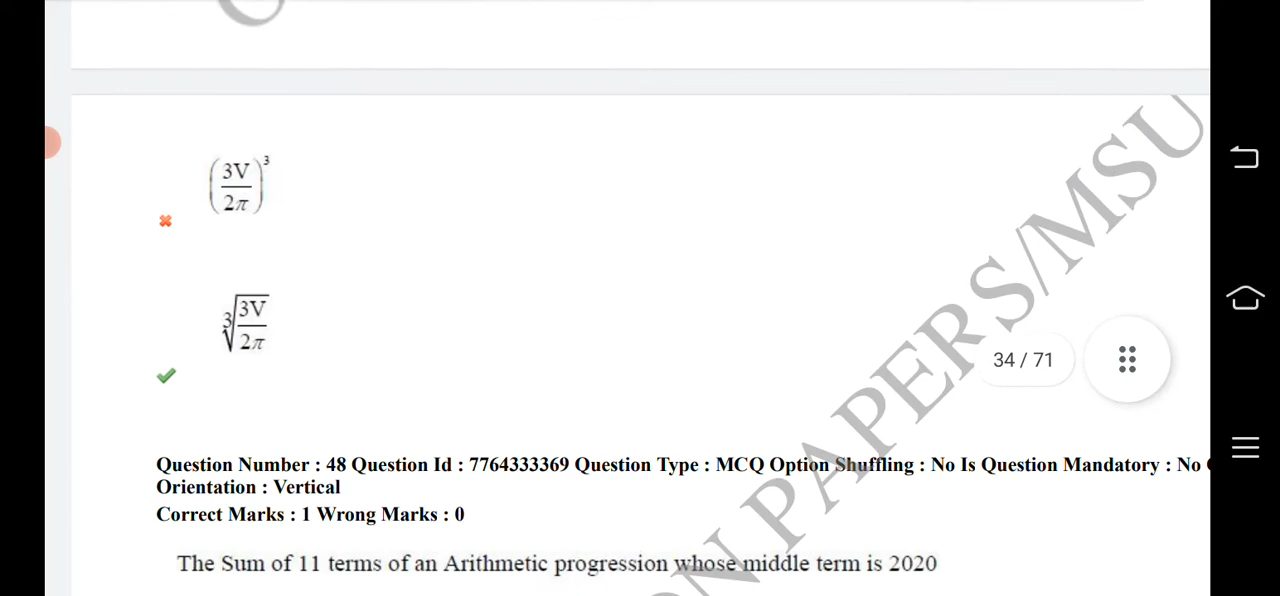 (3V/2π)³
∛(3V/2π)
34 / 71
Question Number : 48 Question Id : 7764333369 Question Type : MCQ Option Shuffling : No Is Question Mandatory : No
Orientation : Vertical
Correct Marks : 1 Wrong Marks : 0
The Sum of 11 terms of an Arithmetic progression whose middle term is 2020
N PAPERS/MSU